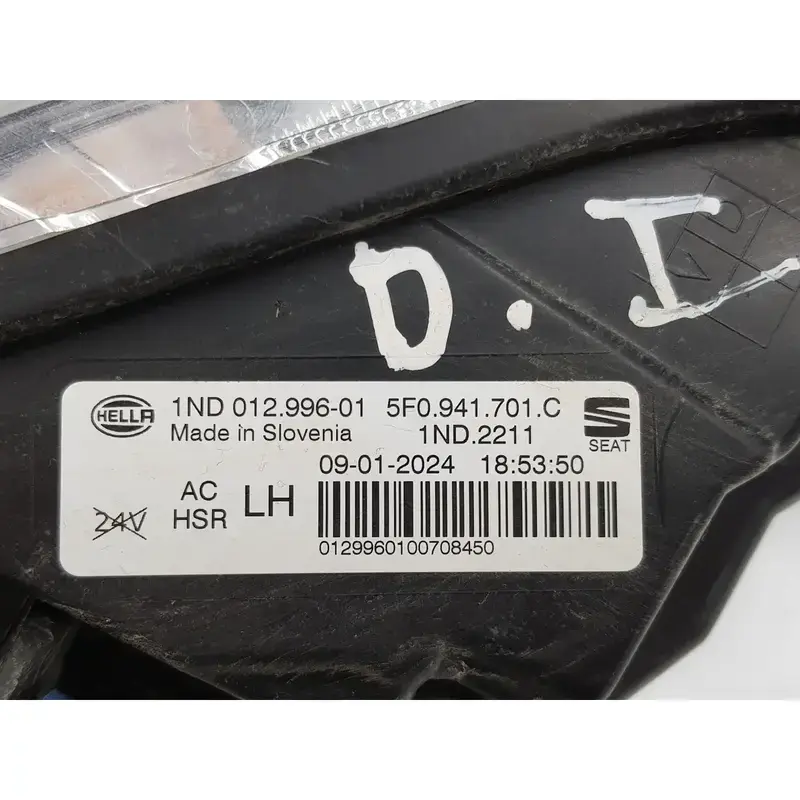 D. I
HELLA
1ND 012.996-01 5F0.941.701.C
Made in Slovenia 1ND.2211
SEAT
09-01-2024 18:53:50
24V
AC
HSR
LH
0129960100708450